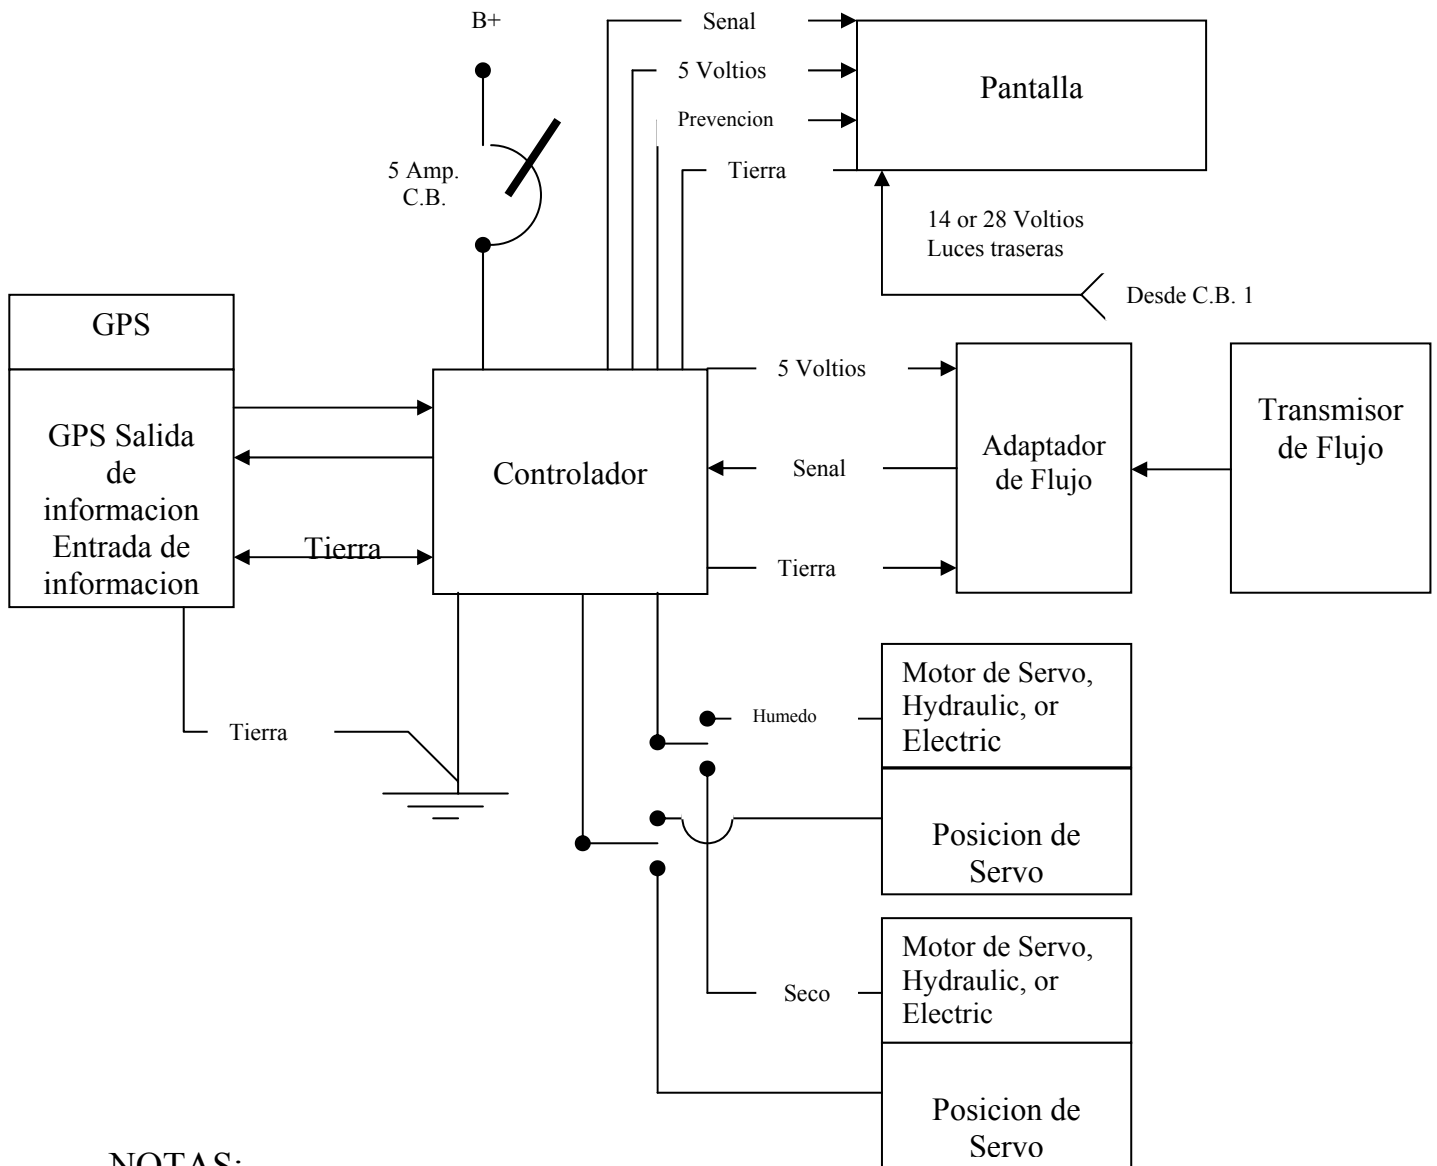 B+
Senal
5 Voltios
Prevencion
Tierra
Pantalla
5 Amp.
C.B.
14 or 28 Voltios
Luces traseras
Desde C.B. 1
GPS
GPS Salida
de
informacion
Entrada de
informacion
Tierra
Controlador
5 Voltios
Senal
Tierra
Adaptador
de Flujo
Transmisor
de Flujo
Tierra
Humedo
Motor de Servo,
Hydraulic, or
Electric
Posicion de
Servo
Seco
Motor de Servo,
Hydraulic, or
Electric
Posicion de
Servo
NOTAS: